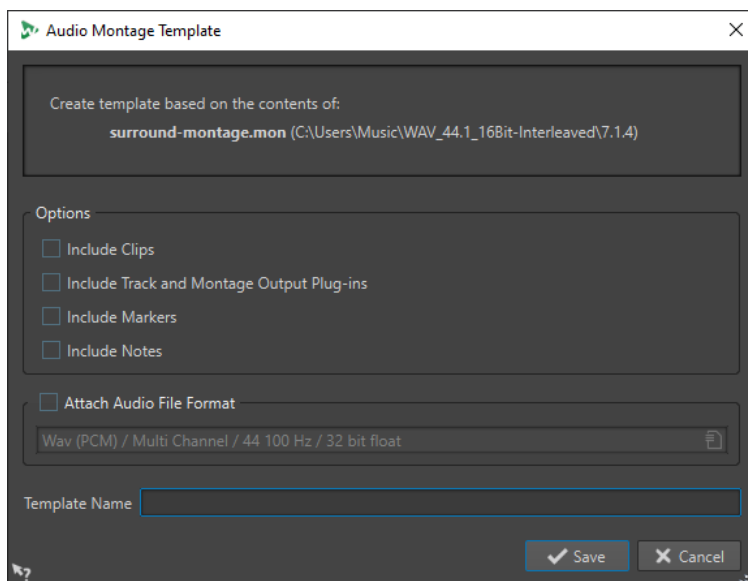 Audio Montage Template
Create template based on the contents of:
surround-montage.mon (C:\Users\Music\WAV_44.1_16Bit-Interleaved\7.1.4)
Options
Include Clips
Include Track and Montage Output Plug-ins
Include Markers
Include Notes
Attach Audio File Format
Wav (PCM) / Multi Channel / 44 100 Hz / 32 bit float
Template Name
Save Cancel
?